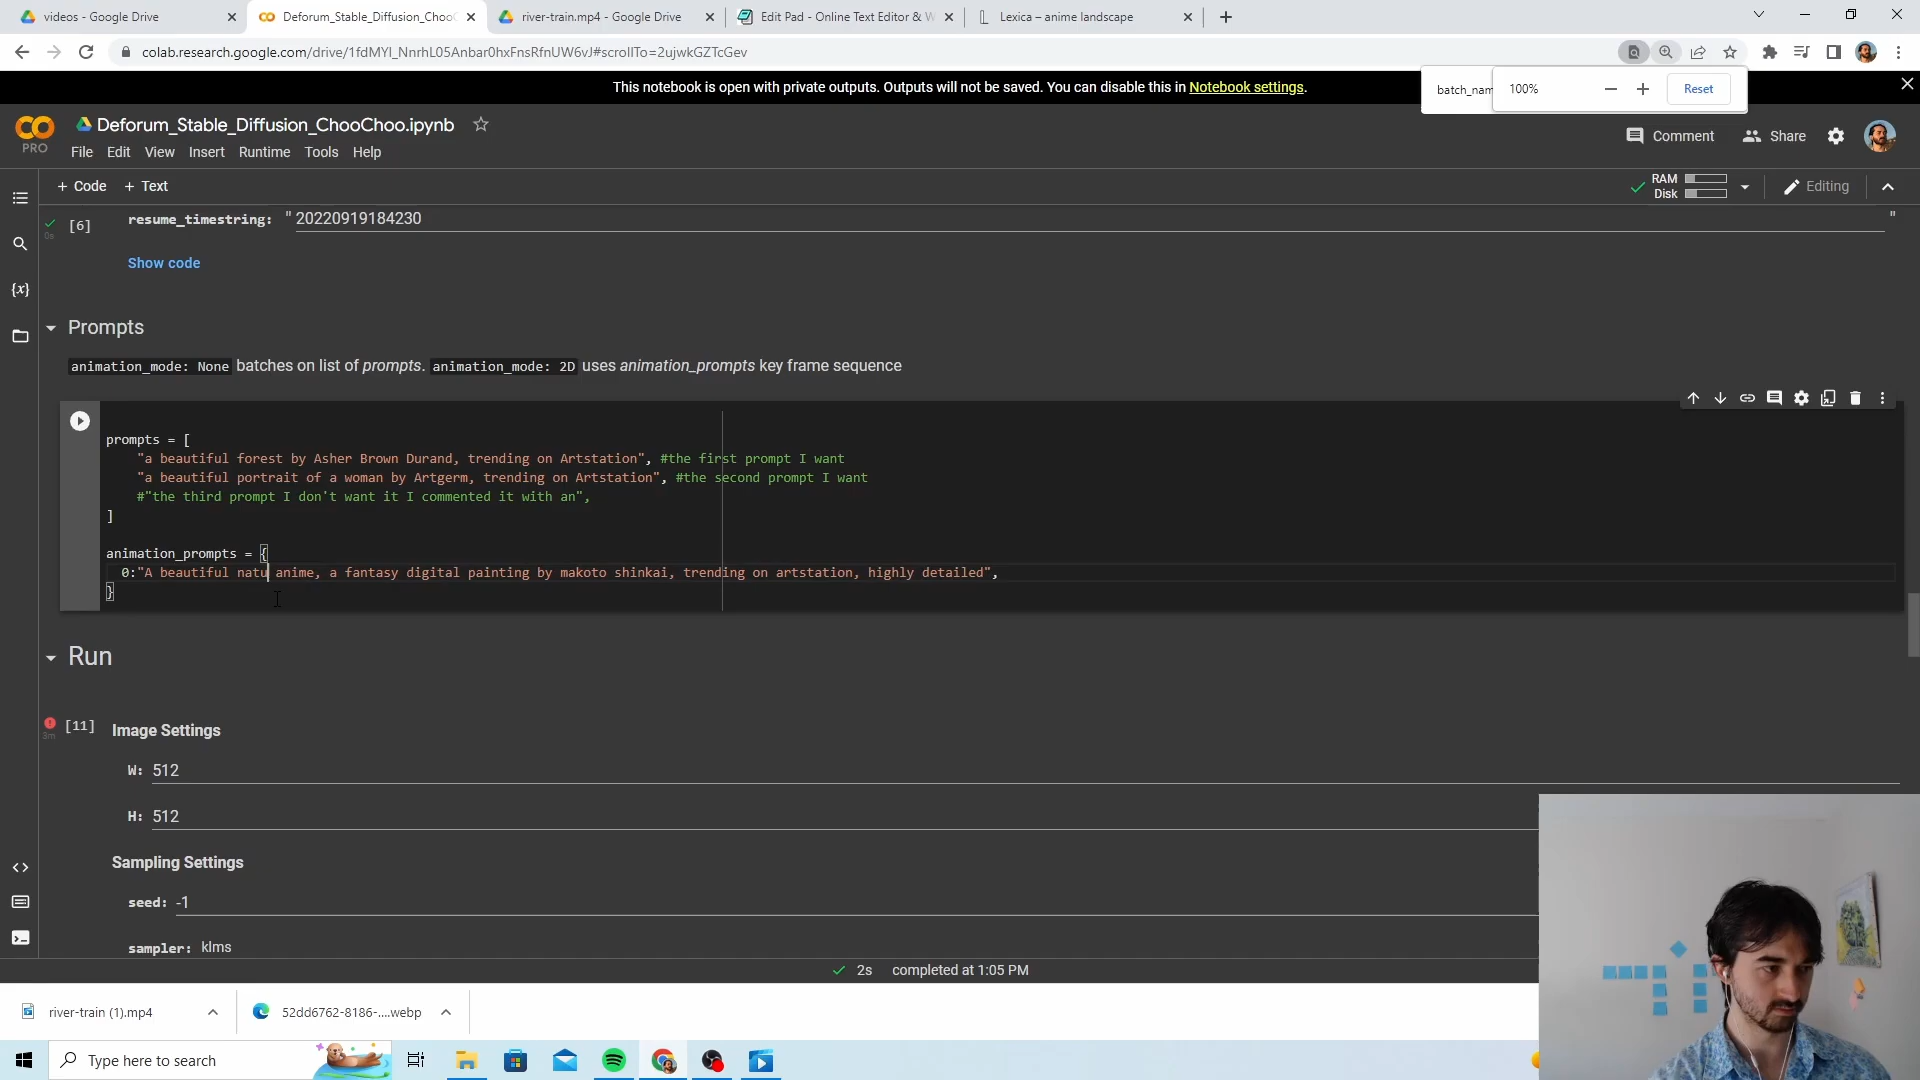 videos - Google Drive
Deforum_Stable_Diffusion_ChooC
river-train.mp4 - Google Drive
Edit Pad - Online Text Editor & W
Lexica – anime landscape
colab.research.google.com/drive/1fdMYl_NnrhL05Anbar0hxFnsRfnUW6vJ#scrollTo=2ujwkGZTcGev
This notebook is open with private outputs. Outputs will not be saved. You can disable this in Notebook settings.
batch_nam
100%
Reset
PRO
Deforum_Stable_Diffusion_ChooChoo.ipynb
Comment
Share
File Edit View Insert Runtime Tools Help
+ Code + Text
RAM
Disk
Editing
[6]
resume_timestring: "20220919184230"
Show code
Prompts
animation_mode: None batches on list of prompts. animation_mode: 2D uses animation_prompts key frame sequence
prompts = [
"a beautiful forest by Asher Brown Durand, trending on Artstation", #the first prompt I want
"a beautiful portrait of a woman by Artgerm, trending on Artstation", #the second prompt I want
#"the third prompt I don't want it I commented it with an",
]
animation_prompts = {
0:"A beautiful natu anime, a fantasy digital painting by makoto shinkai, trending on artstation, highly detailed",
}
Run
[11]
3m
Image Settings
W: 512
H: 512
Sampling Settings
seed: -1
sampler: klms
2s completed at 1:05 PM
river-train (1).mp4
52dd6762-8186-....webp
Type here to search